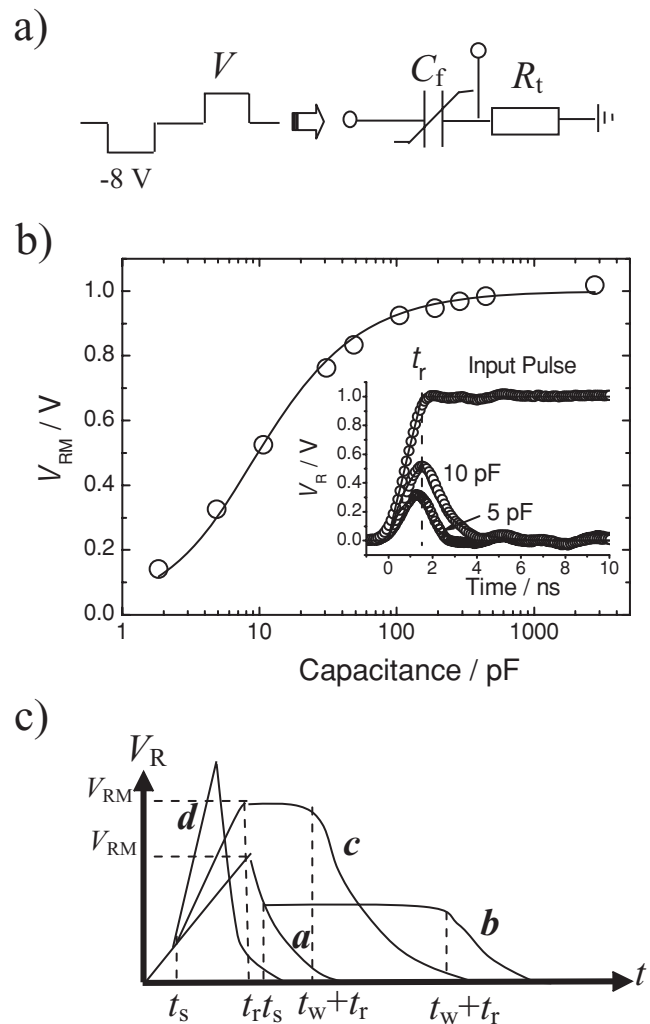 a)
V
-8 V
C_f
R_t
b)
V_RM / V
1.0
0.8
0.6
0.4
0.2
0.0
1
10
100
1000
Capacitance / pF
t_r
Input Pulse
V_R / V
1.0
0.8
0.6
0.4
0.2
0.0
10 pF
5 pF
0
2
4
6
8
10
Time / ns
c)
V_R
V_RM
V_RM
d
c
a
b
t_s
t_r
t_s
t_w+t_r
t_w+t_r
t